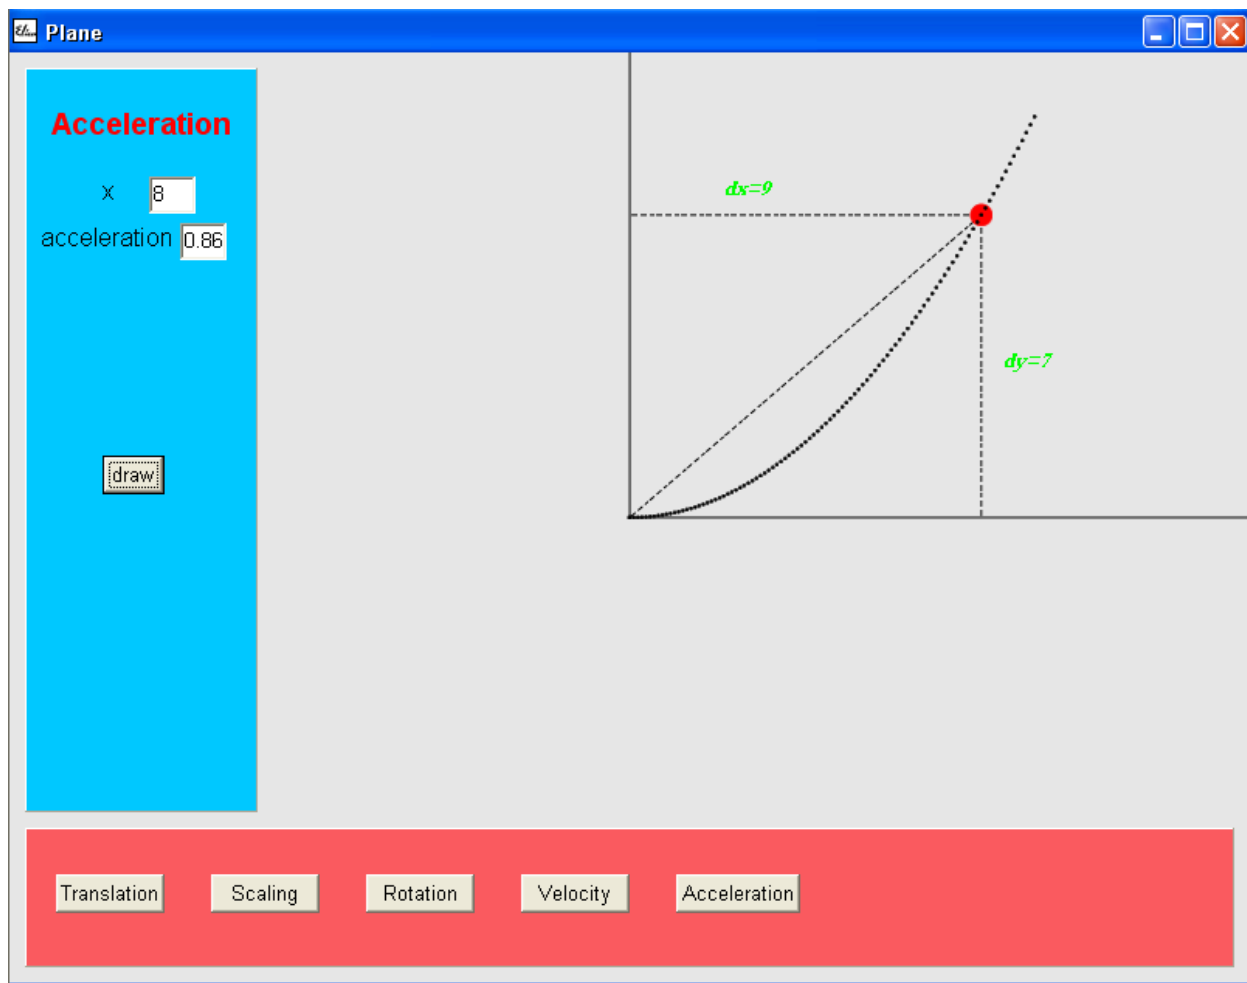 Plane
Acceleration
x 8
acceleration 0.86
draw
dx=9
dy=7
Translation Scaling Rotation Velocity Acceleration